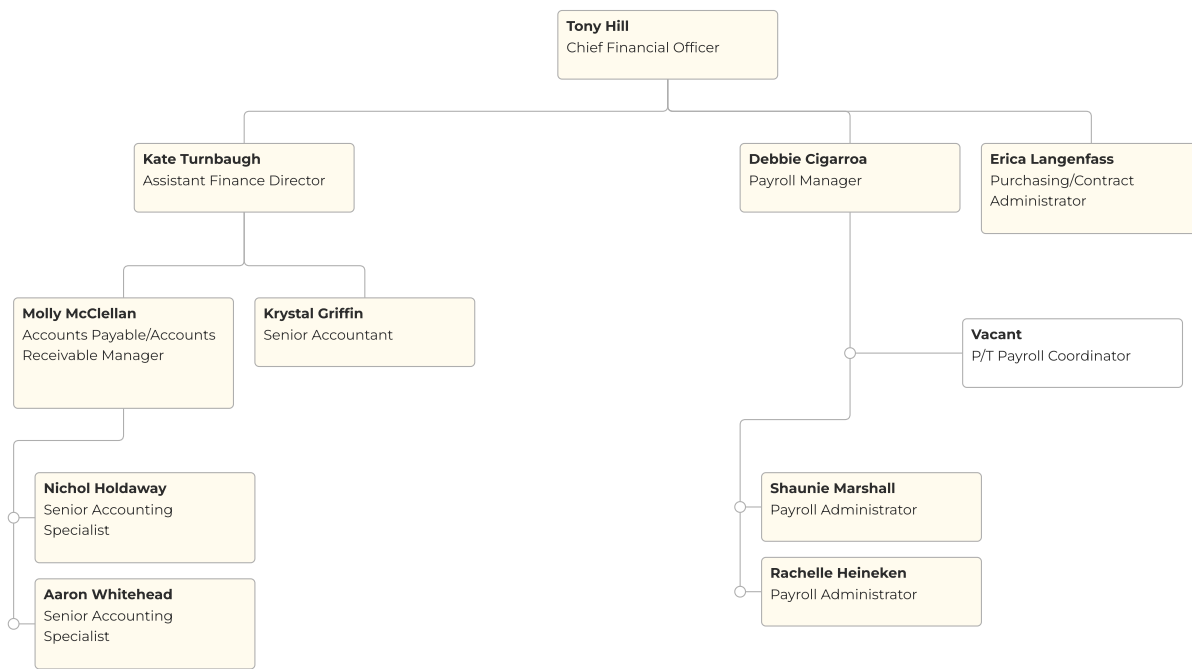 Tony Hill
Chief Financial Officer
Kate Turnbaugh
Assistant Finance Director
Debbie Cigarroa
Payroll Manager
Erica Langenfass
Purchasing/Contract
Administrator
Molly McClellan
Accounts Payable/Accounts
Receivable Manager
Krystal Griffin
Senior Accountant
Vacant
P/T Payroll Coordinator
Nichol Holdaway
Senior Accounting
Specialist
Aaron Whitehead
Senior Accounting
Specialist
Shaunie Marshall
Payroll Administrator
Rachelle Heineken
Payroll Administrator